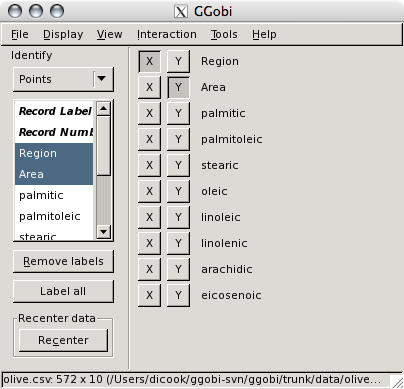 GGobi
File Display View Interaction Tools Help
Identify
Points
Record Label
Record Numb
Region
Area
palmitic
palmitoleic
stearic
Remove labels
Label all
Recenter data
Recenter
X Y Region
X Y Area
X Y palmitic
X Y palmitoleic
X Y stearic
X Y oleic
X Y linoleic
X Y linolenic
X Y arachidic
X Y eicosenoic
olive.csv: 572 x 10 (/Users/dicook/ggobi-svn/ggobi/trunk/data/olive...